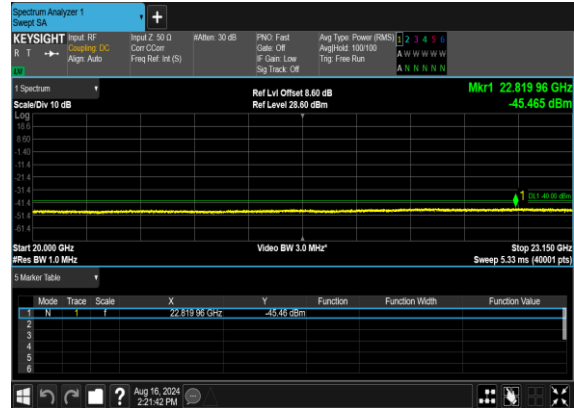 Spectrum Analyzer 1
Swept SA
+
KEYSIGHT Input: RF Input Z: 50 Ω #Atten: 30 dB PNO: Fast Avg Type: Power (RMS) 1 2 3 4 5 6
R T Coupling: DC Corr CCorr Gate: Off Avg|Hold: 100/100 A W W W W W
Align: Auto Freq Ref: Int (S) IF Gain: Low Trig: Free Run
LW Sig Track: Off A N N N N N
1 Spectrum Ref Lvl Offset 8.60 dB Mkr1 22.819 96 GHz
Scale/Div 10 dB Ref Level 28.60 dBm -45.465 dBm
Log
18.6
8.60
-1.40
-11.4
-21.4
-31.4
1 DL1 -40.00 dBm
-41.4
-51.4
-61.4
Start 20.000 GHz Video BW 3.0 MHz* Stop 23.150 GHz
#Res BW 1.0 MHz Sweep 5.33 ms (40001 pts)
5 Marker Table
Mode Trace Scale X Y Function Function Width Function Value
1 N 1 f 22.819 96 GHz -45.46 dBm
2
3
4
5
6
? Aug 16, 2024
2:21:42 PM